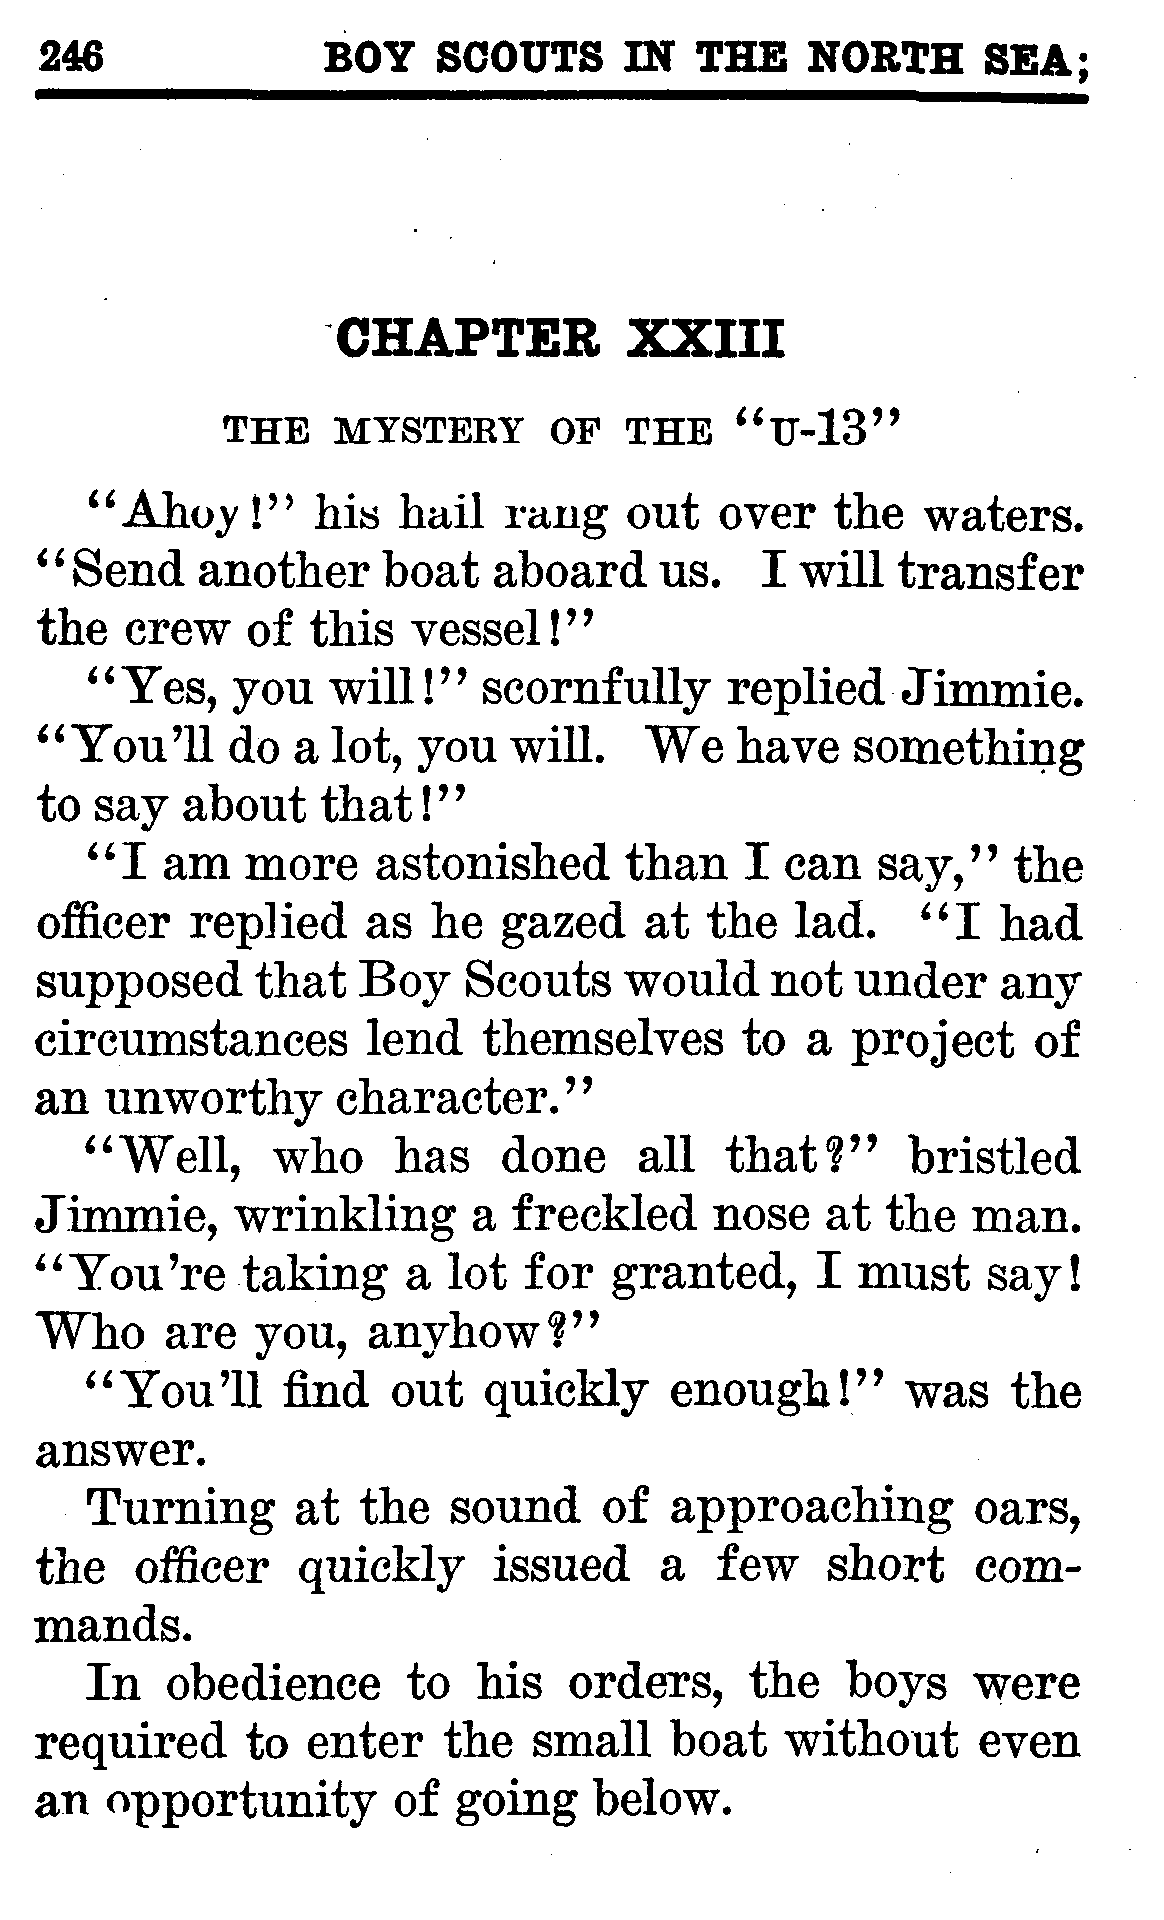 246 BOY SCOUTS IN THE NORTH SEA;
CHAPTER XXIII
THE MYSTERY OF THE "U-13"
"Ahoy!" his hail rang out over the waters.
"Send another boat aboard us. I will transfer
the crew of this vessel!"
"Yes, you will!" scornfully replied Jimmie.
"You'll do a lot, you will. We have something
to say about that!"
"I am more astonished than I can say," the
officer replied as he gazed at the lad. "I had
supposed that Boy Scouts would not under any
circumstances lend themselves to a project of
an unworthy character."
"Well, who has done all that?" bristled
Jimmie, wrinkling a freckled nose at the man.
"You're taking a lot for granted, I must say!
Who are you, anyhow?"
"You'll find out quickly enough!" was the
answer.
Turning at the sound of approaching oars,
the officer quickly issued a few short com-
mands.
In obedience to his orders, the boys were
required to enter the small boat without even
an opportunity of going below.